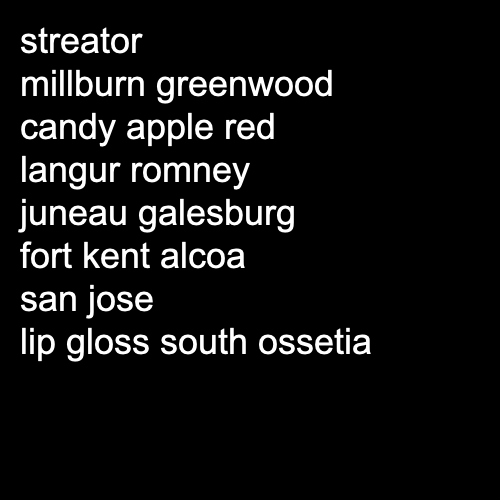 streator
millburn greenwood
candy apple red
langur romney
juneau galesburg
fort kent alcoa
san jose
lip gloss south ossetia